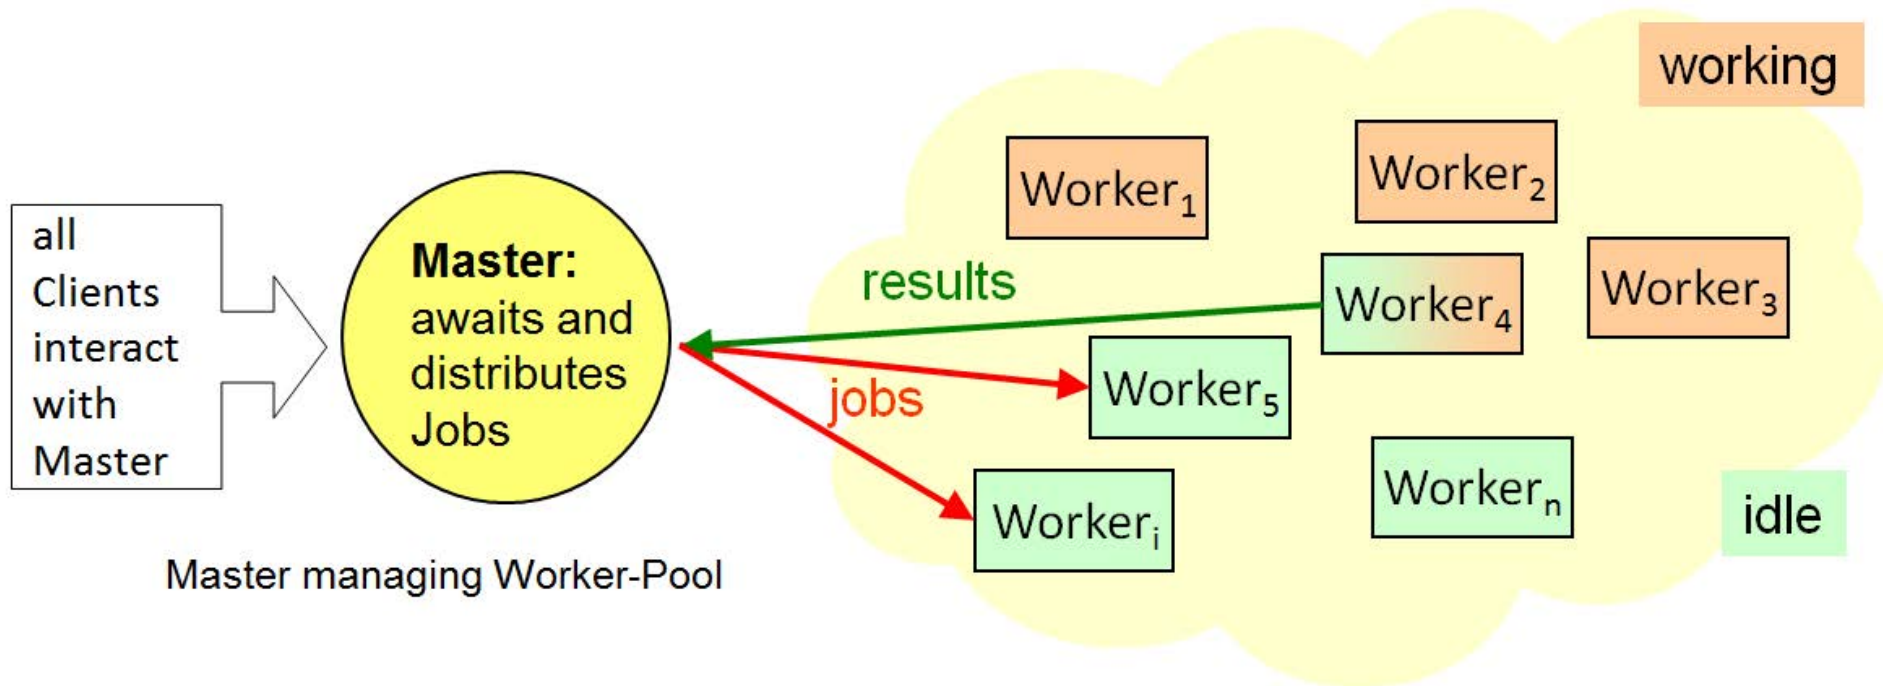 all
Clients
interact
with
Master
Master:
awaits and
distributes
Jobs
Master managing Worker-Pool
results
jobs
Worker₁
Worker₂
Worker₃
Worker₄
Worker₅
Workerᵢ
Workerₙ
working
idle